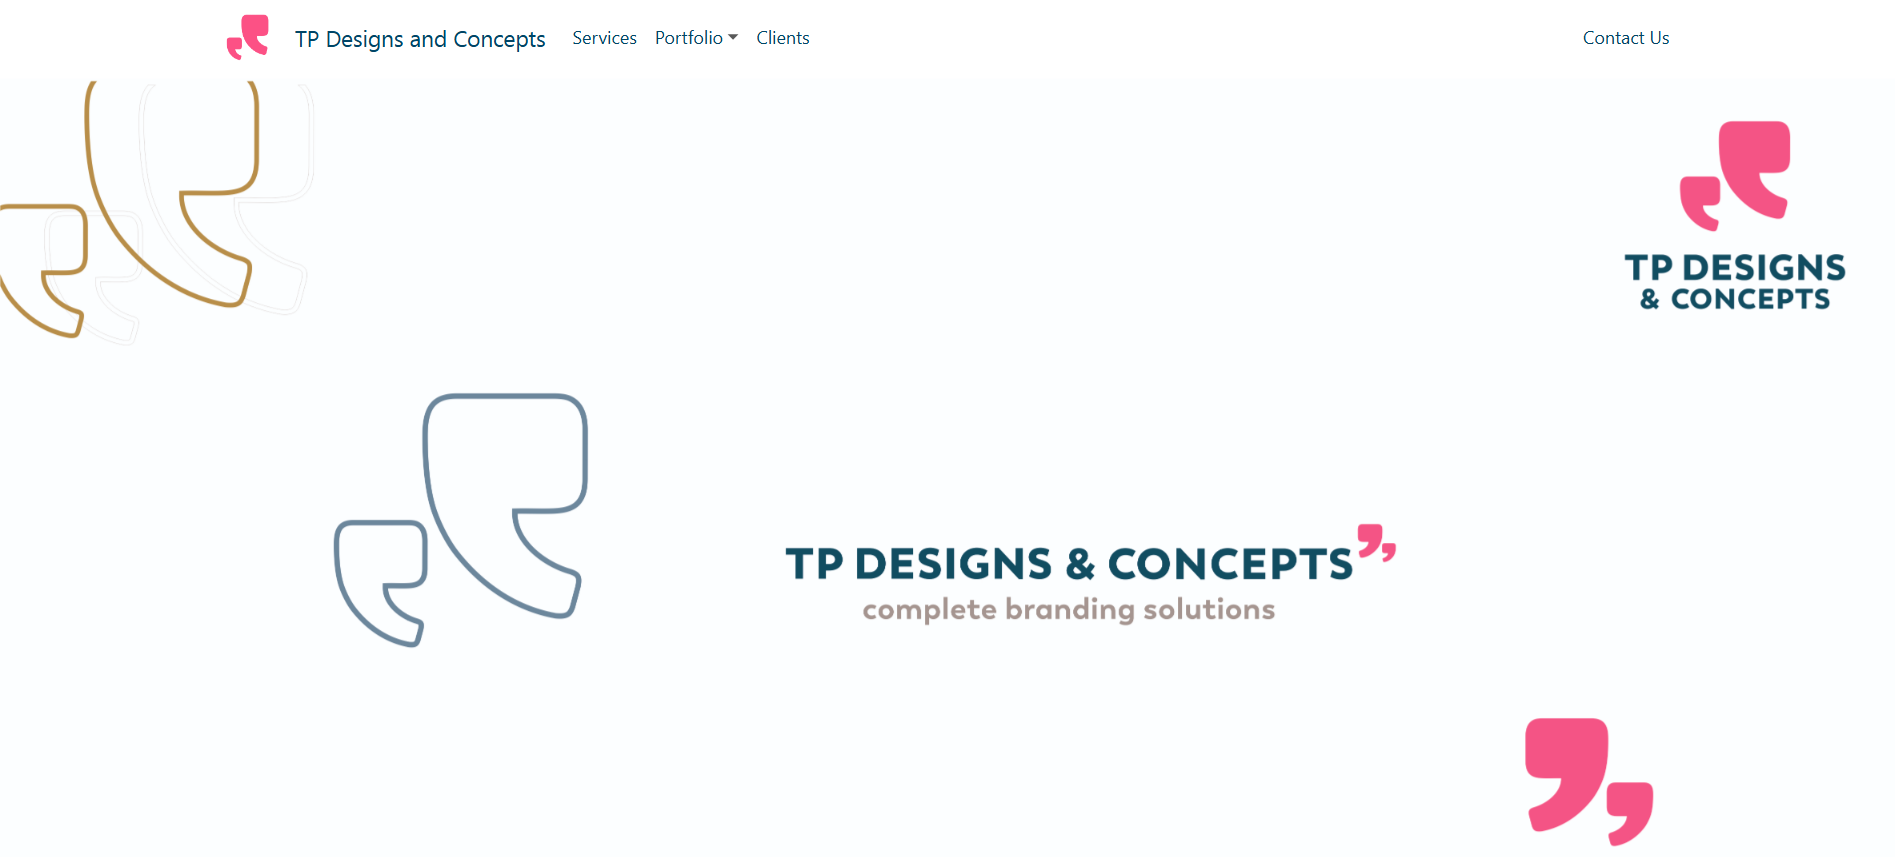 TP Designs and Concepts Services Portfolio Clients Contact Us
TP DESIGNS
& CONCEPTS
TP DESIGNS & CONCEPTS
complete branding solutions